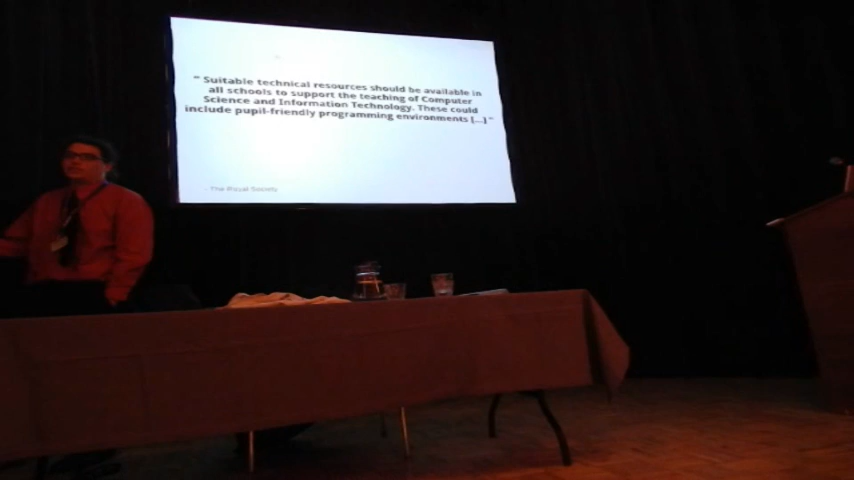 " Suitable technical resources should be available in
all schools to support the teaching of Computer
Science and Information Technology. These could
include pupil-friendly programming environments [...] "
- The Royal Society